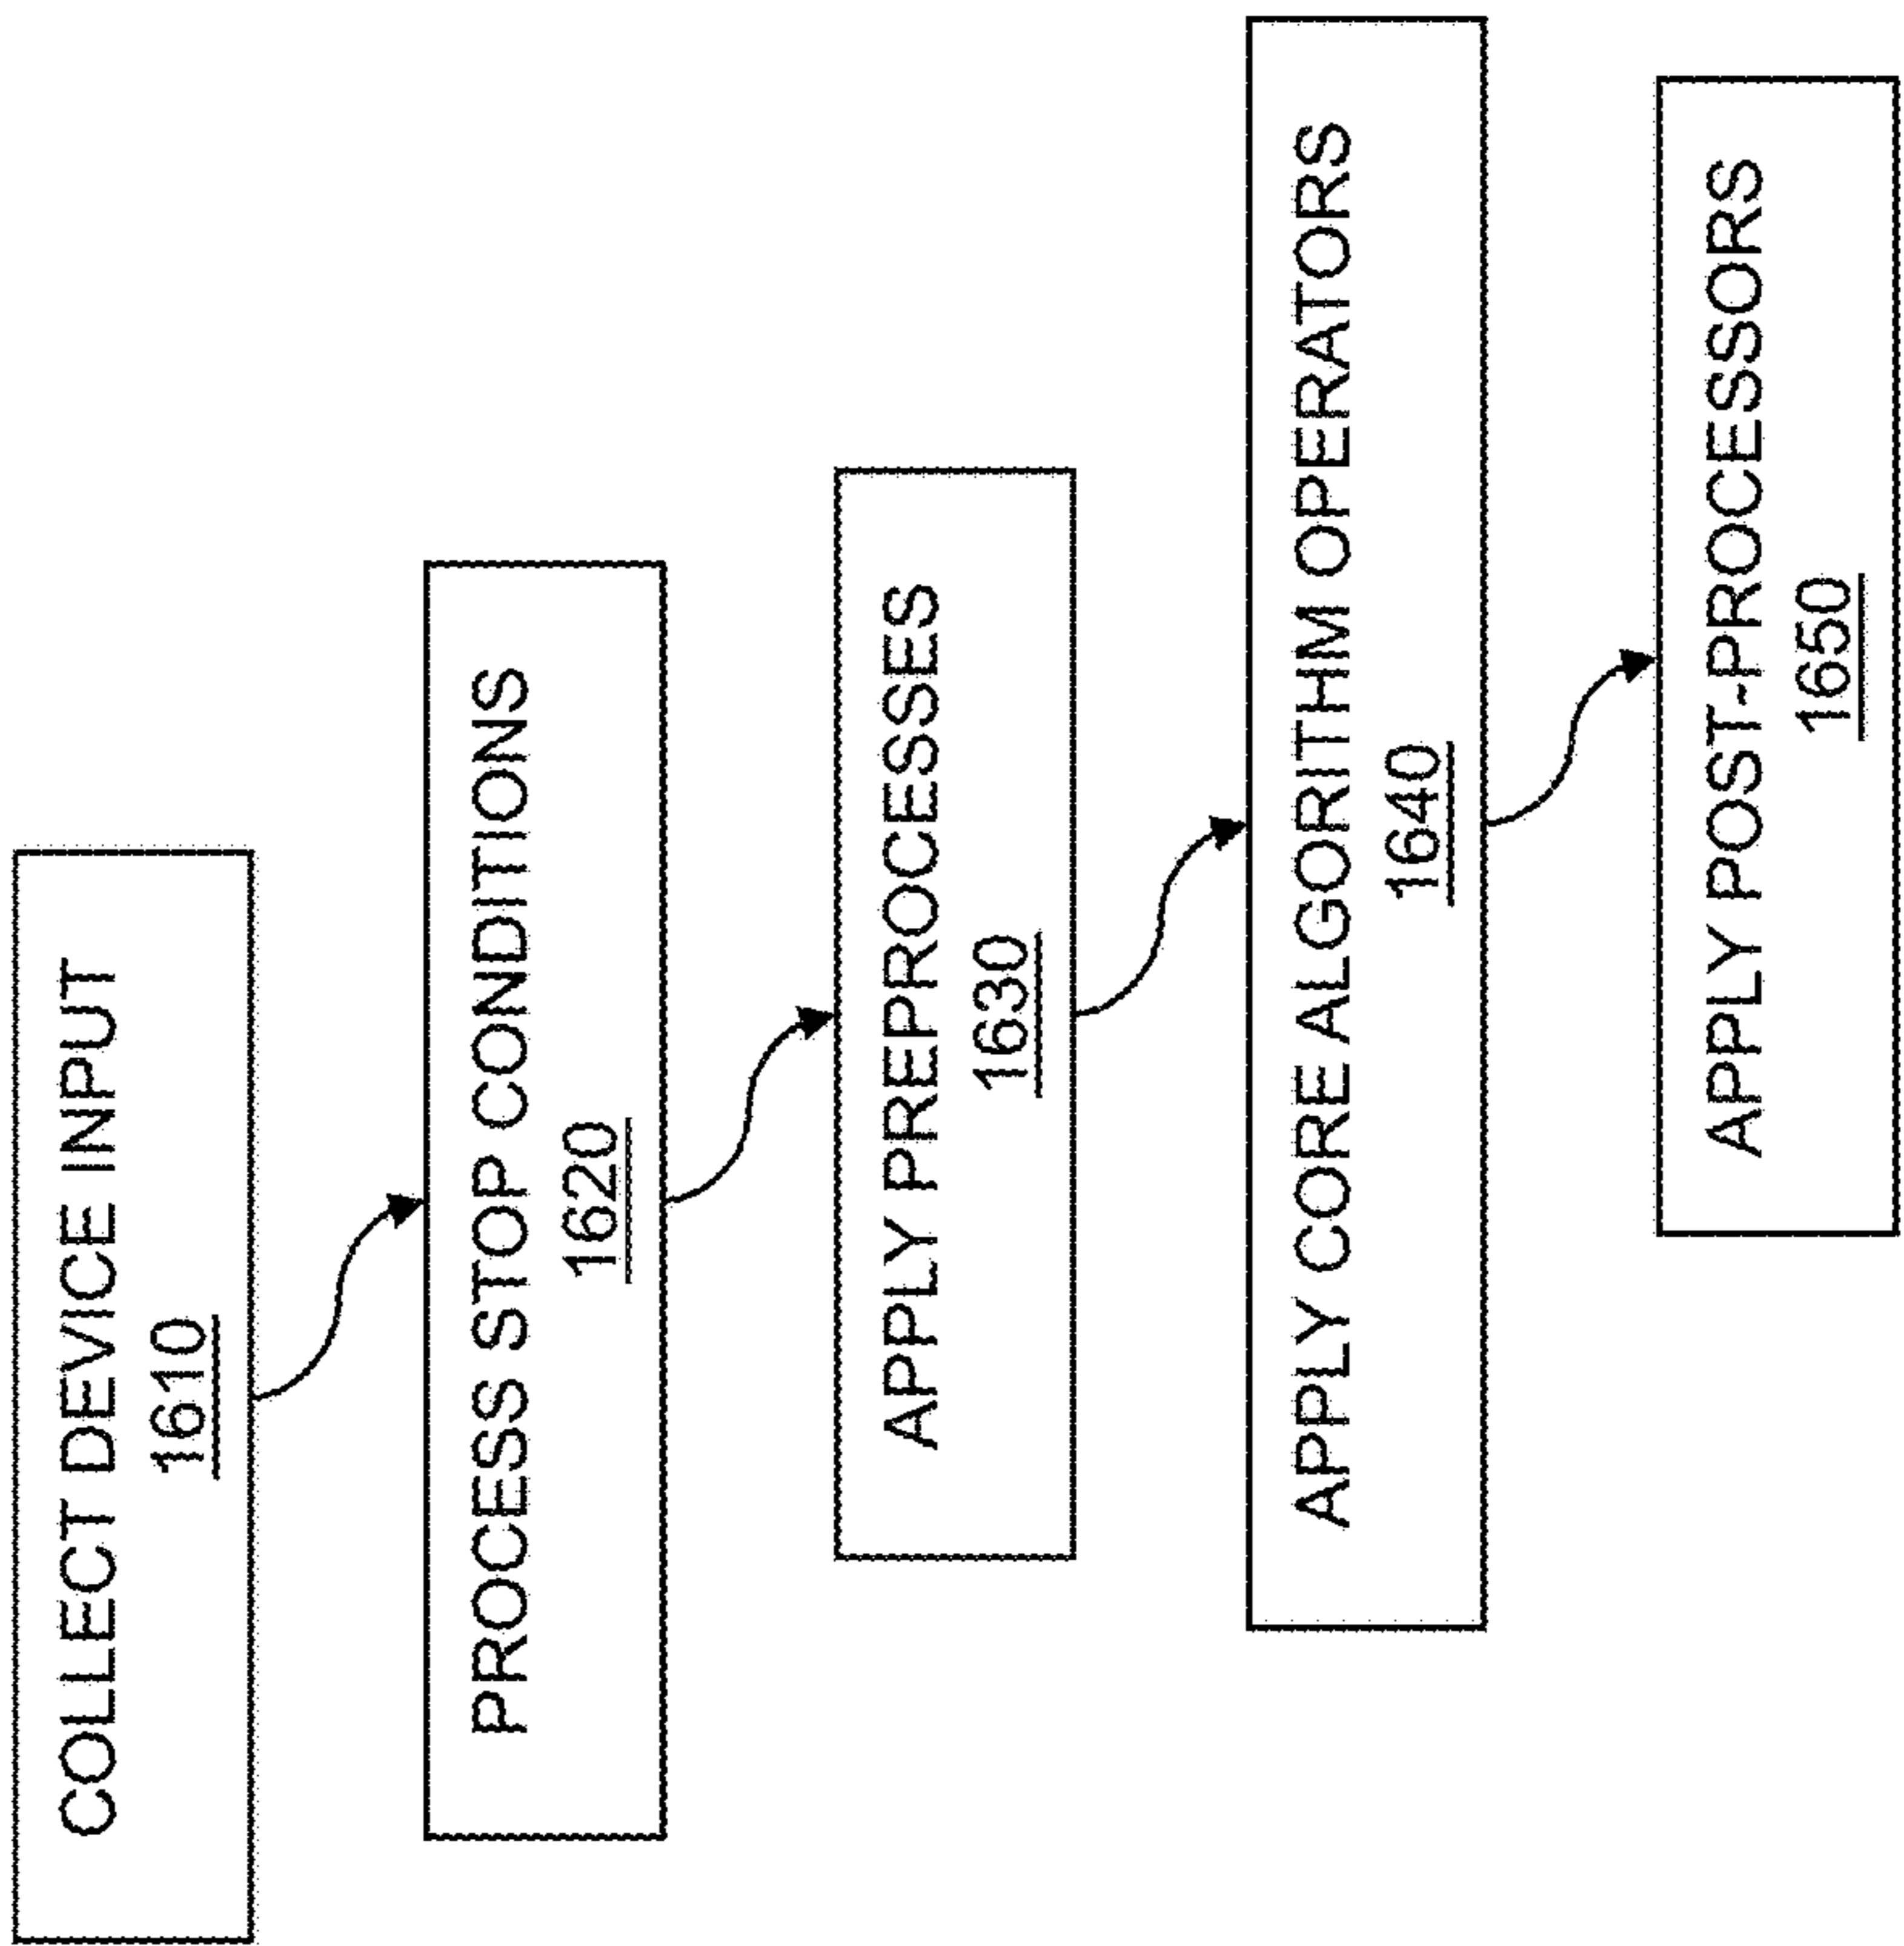 COLLECT DEVICE INPUT
1610
PROCESS STOP CONDITIONS
1620
APPLY PREPROCESSES
1630
APPLY CORE ALGORITHM OPERATORS
1640
APPLY POST-PROCESSORS
1650